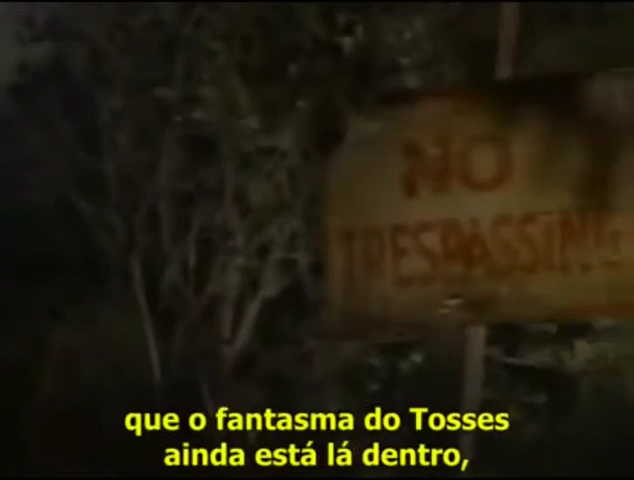 NO
TRESPASSING
que o fantasma do Tosses
ainda está lá dentro,